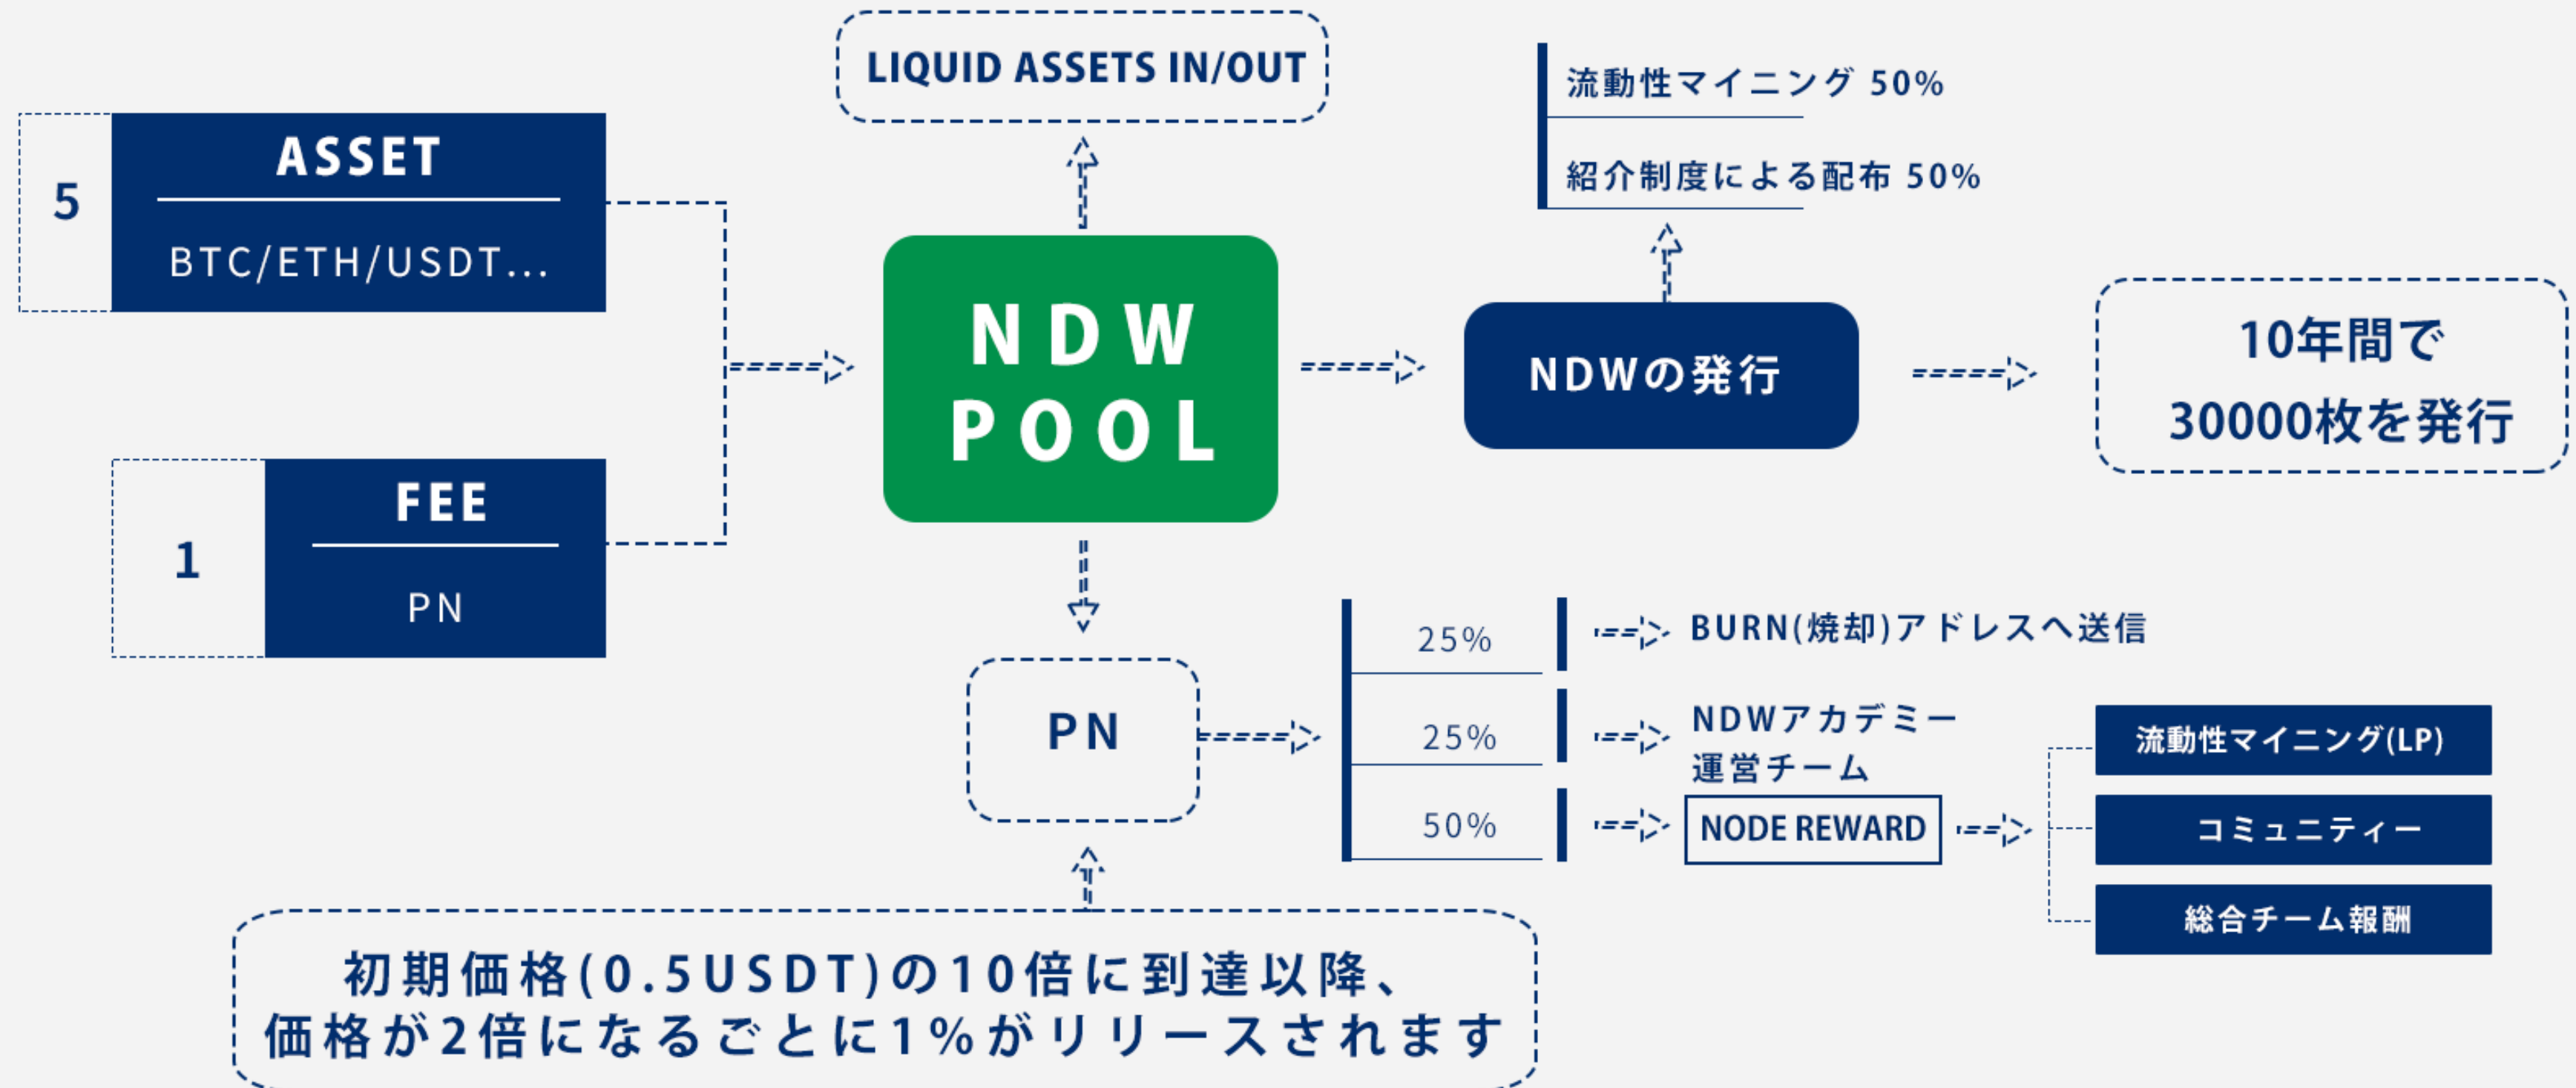 LIQUID ASSETS IN/OUT
流動性マイニング 50%
紹介制度による配布 50%
5
ASSET
BTC/ETH/USDT...
NDW
POOL
NDWの発行
10年間で
30000枚を発行
1
FEE
PN
PN
25%
BURN(焼却)アドレスへ送信
25%
NDWアカデミー
運営チーム
50%
NODE REWARD
流動性マイニング(LP)
コミュニティー
総合チーム報酬
初期価格(0.5USDT)の10倍に到達以降、
価格が2倍になるごとに1%がリリースされます